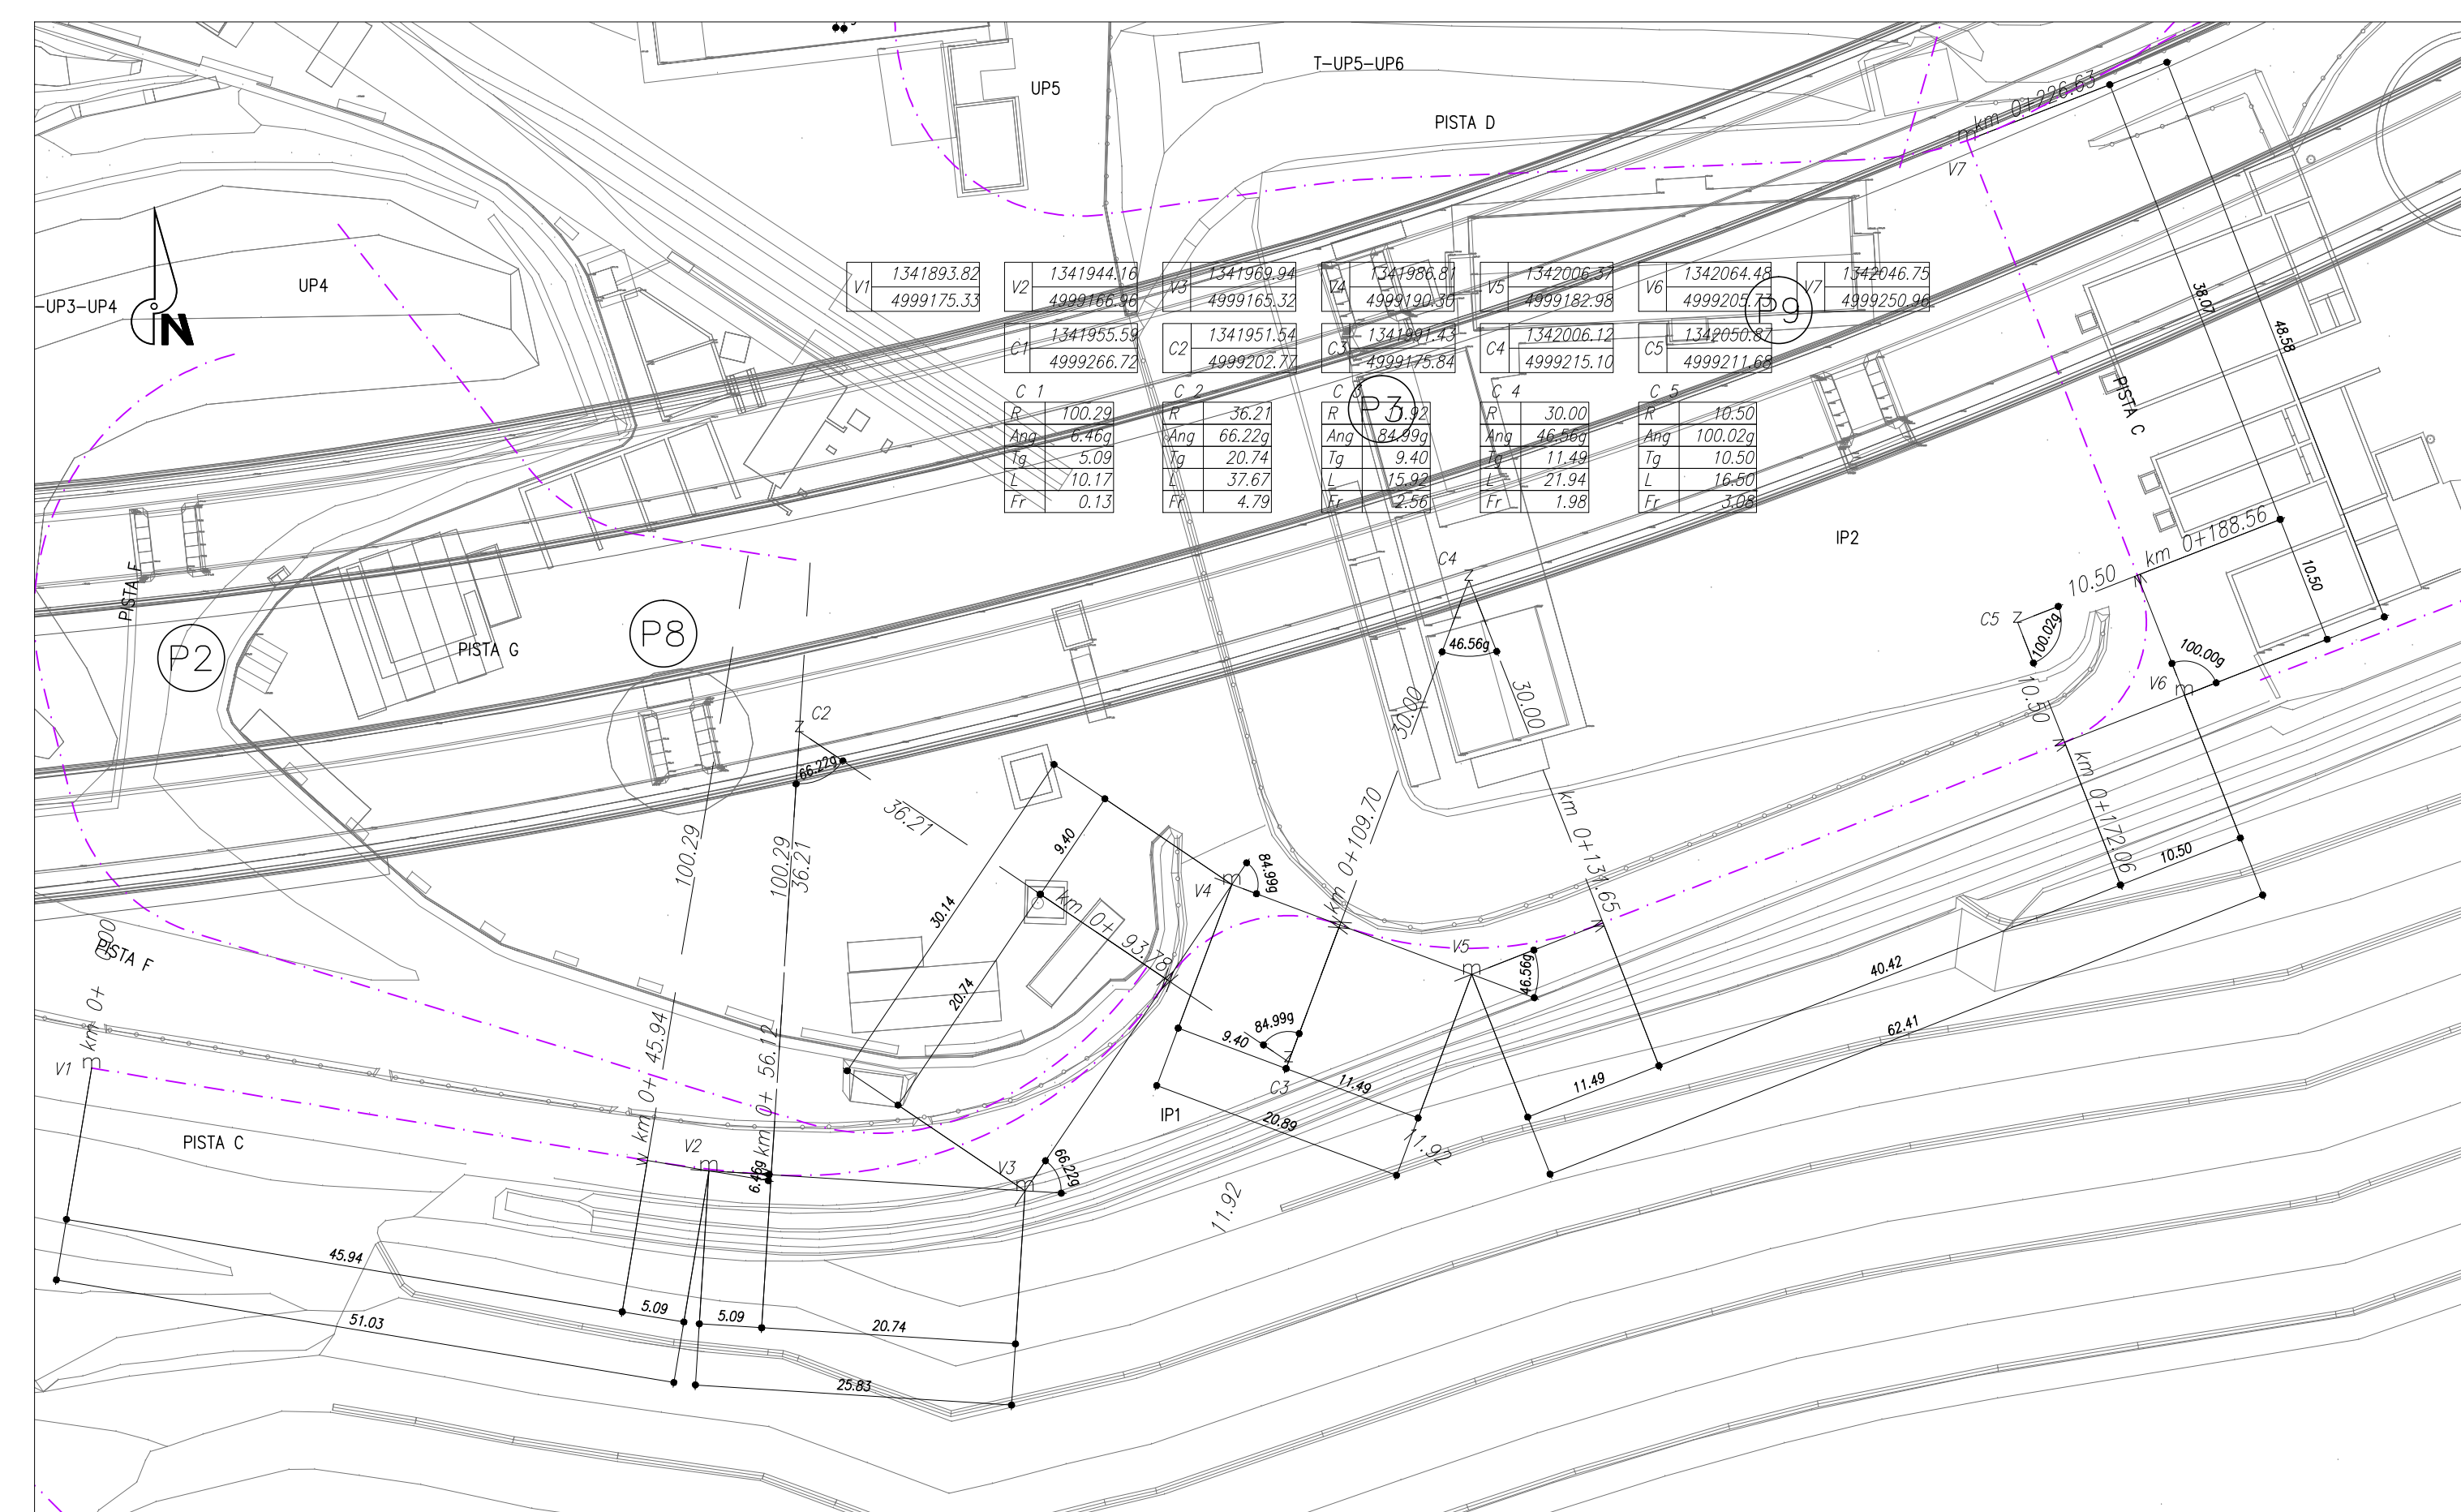 T-UP5-UP6
UP5
PISTA D
km 0+226.63
V7
UP4
-UP3-UP4
N
V1 1341893.82 4999175.33
V2 1341944.16 4999166.96
V3 1341969.94 4999165.32
V4 1341986.81 4999190.30
V5 1342006.37 4999182.98
V6 1342064.48 4999205.73
V7 1342046.75 4999250.96
P9
C1 1341955.59 4999266.72
C2 1341951.54 4999202.77
C3 1341991.43 4999175.84
C4 1342006.12 4999215.10
C5 1342050.87 4999211.68
P3
C 1
R 100.29
Ang 6.46g
Tg 5.09
L 10.17
Fr 0.13
C 2
R 36.21
Ang 66.22g
Tg 20.74
L 37.67
Fr 4.79
C 3
R 11.92
Ang 84.99g
Tg 9.40
L 15.92
Fr 2.56
C 4
R 30.00
Ang 46.56g
Tg 11.49
L 21.94
Fr 1.98
C 5
R 10.50
Ang 100.02g
Tg 10.50
L 16.50
Fr 3.08
38.07
48.58
PISTA C
IP2
km 0+188.56
10.50
10.50
C4
46.56g
30.00
30.00
C5
100.02g
10.50
100.00g
V6
PISTA F
P2
PISTA G
P8
C2
66.22g
36.21
100.29
100.29
36.21
9.40
30.14
20.74
km 0+ 93.78
V4
84.99g
km 0+109.70
km 0+131.65
km 0+172.06
10.50
V5
46.56g
40.42
62.41
PISTA F
km 0+ 0.00
V1
PISTA C
km 0+ 45.94
km 0+ 56.12
V2
6.46g
V3
66.22g
9.40
84.99g
C3
11.49
11.49
IP1
20.89
11.92
11.92
45.94
5.09
5.09
20.74
51.03
25.83